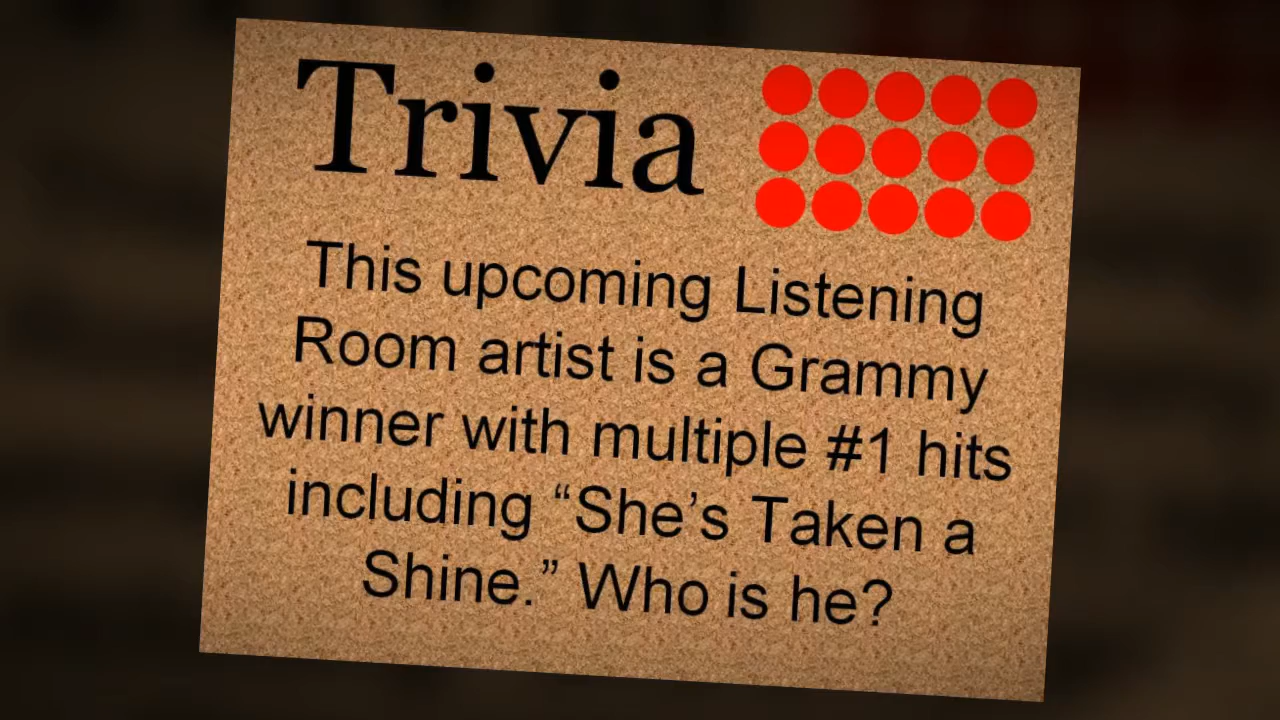 Trivia
This upcoming Listening
Room artist is a Grammy
winner with multiple #1 hits
including “She’s Taken a
Shine.” Who is he?